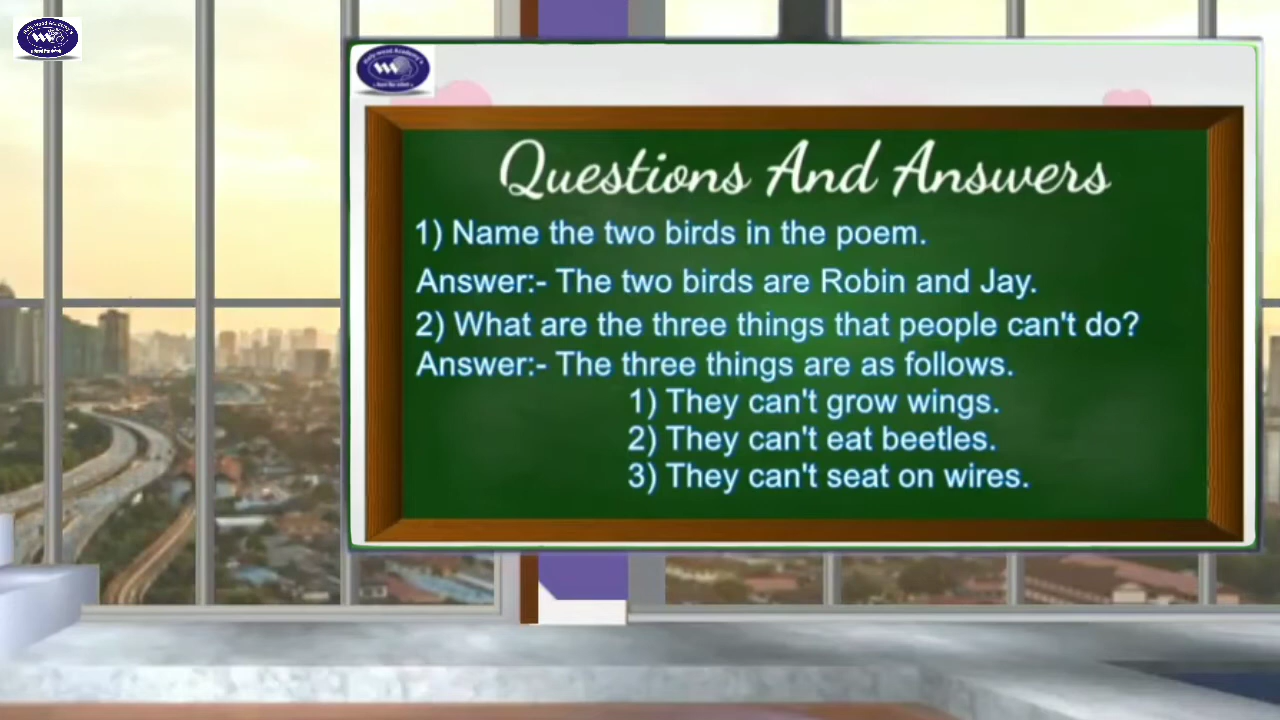 Questions And Answers
1) Name the two birds in the poem.
Answer:- The two birds are Robin and Jay.
2) What are the three things that people can't do?
Answer:- The three things are as follows.
1) They can't grow wings.
2) They can't eat beetles.
3) They can't seat on wires.